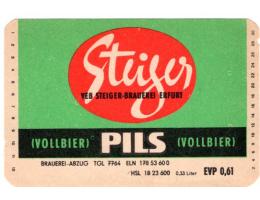 Steiger
VEB STEIGER-BRAUEREI ERFURT
(VOLLBIER) PILS (VOLLBIER)
BRAUEREI-ABZUG TGL 7764 ELN 178 53 600
HSL 18 23 600 0,33 Liter EVP 0,61